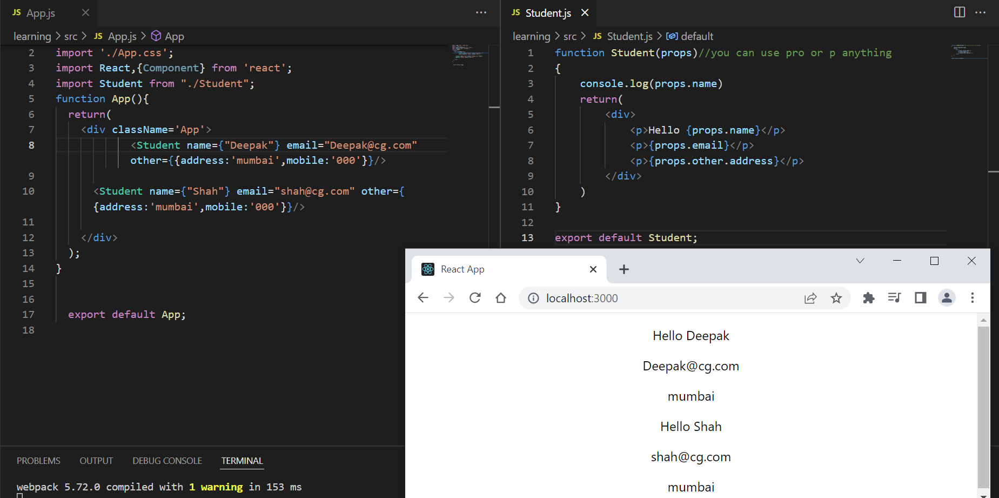 JS App.js
learning > src > JS App.js > App
2 import './App.css';
3 import React,{Component} from 'react';
4 import Student from "./Student";
5 function App(){
6 return(
7 <div className='App'>
8 <Student name={"Deepak"} email="Deepak@cg.com"
other={{address:'mumbai',mobile:'000'}}/>
9
10 <Student name={"Shah"} email="shah@cg.com" other={
{address:'mumbai',mobile:'000'}}/>
11
12 </div>
13 );
14 }
15
16
17 export default App;
18
JS Student.js
learning > src > JS Student.js > default
1 function Student(props)//you can use pro or p anything
2 {
3 console.log(props.name)
4 return(
5 <div>
6 <p>Hello {props.name}</p>
7 <p>{props.email}</p>
8 <p>{props.other.address}</p>
9 </div>
10 )
11 }
12
13 export default Student;
React App
localhost:3000
Hello Deepak
Deepak@cg.com
mumbai
Hello Shah
shah@cg.com
mumbai
PROBLEMS OUTPUT DEBUG CONSOLE TERMINAL
webpack 5.72.0 compiled with 1 warning in 153 ms